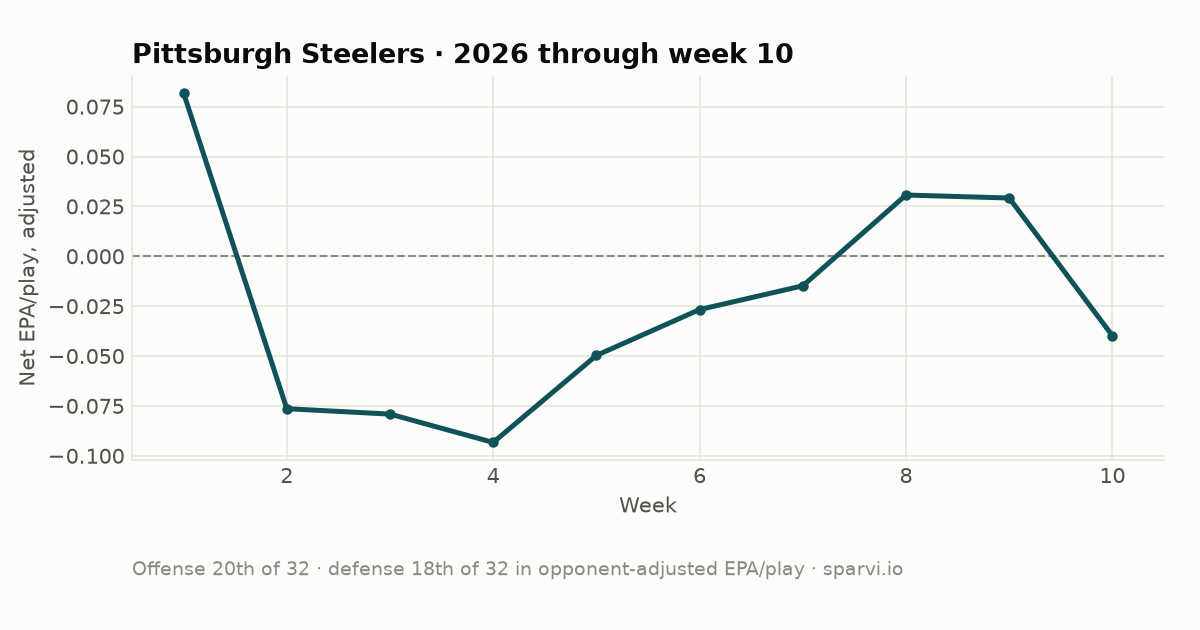 Pittsburgh Steelers · 2026 through week 10
Net EPA/play, adjusted
0.075
0.050
0.025
0.000
−0.025
−0.050
−0.075
−0.100
2 4 6 8 10
Week
Offense 20th of 32 · defense 18th of 32 in opponent-adjusted EPA/play · sparvi.io